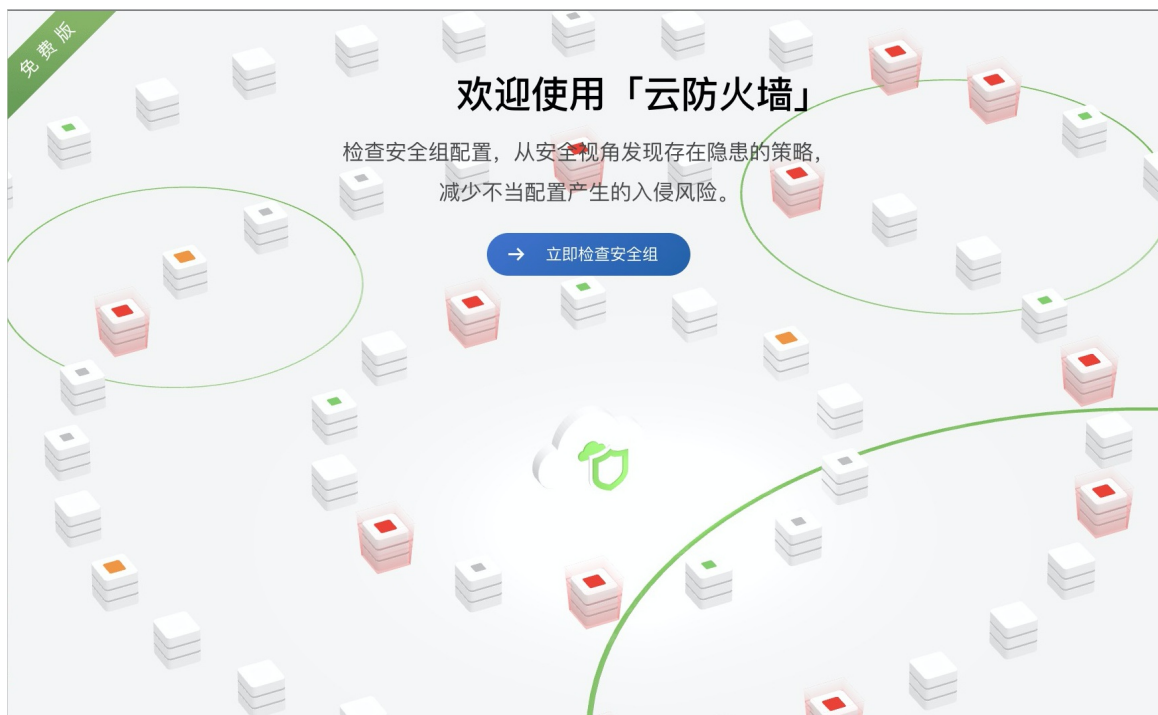 免费版
欢迎使用「云防火墙」
检查安全组配置，从安全视角发现存在隐患的策略，
减少不当配置产生的入侵风险。
立即检查安全组